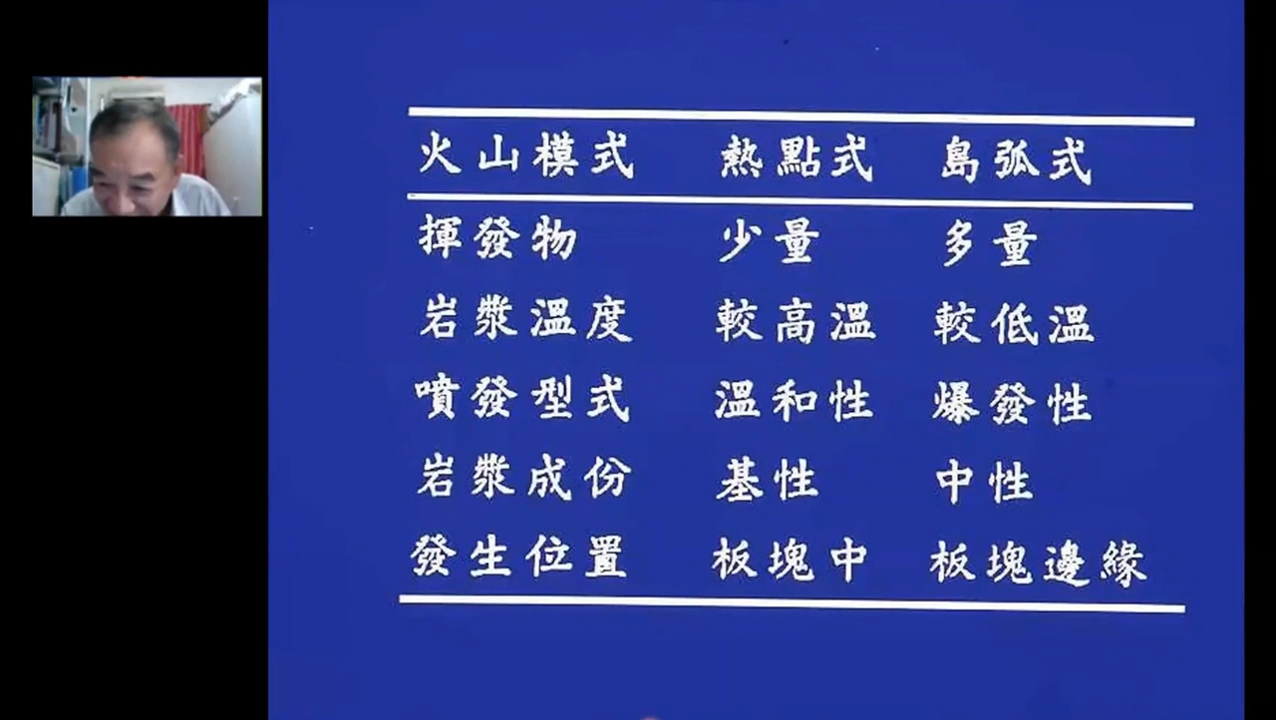 火山模式 熱點式 島弧式
揮發物 少量 多量
岩漿溫度 較高溫 較低溫
噴發型式 溫和性 爆發性
岩漿成份 基性 中性
發生位置 板塊中 板塊邊緣